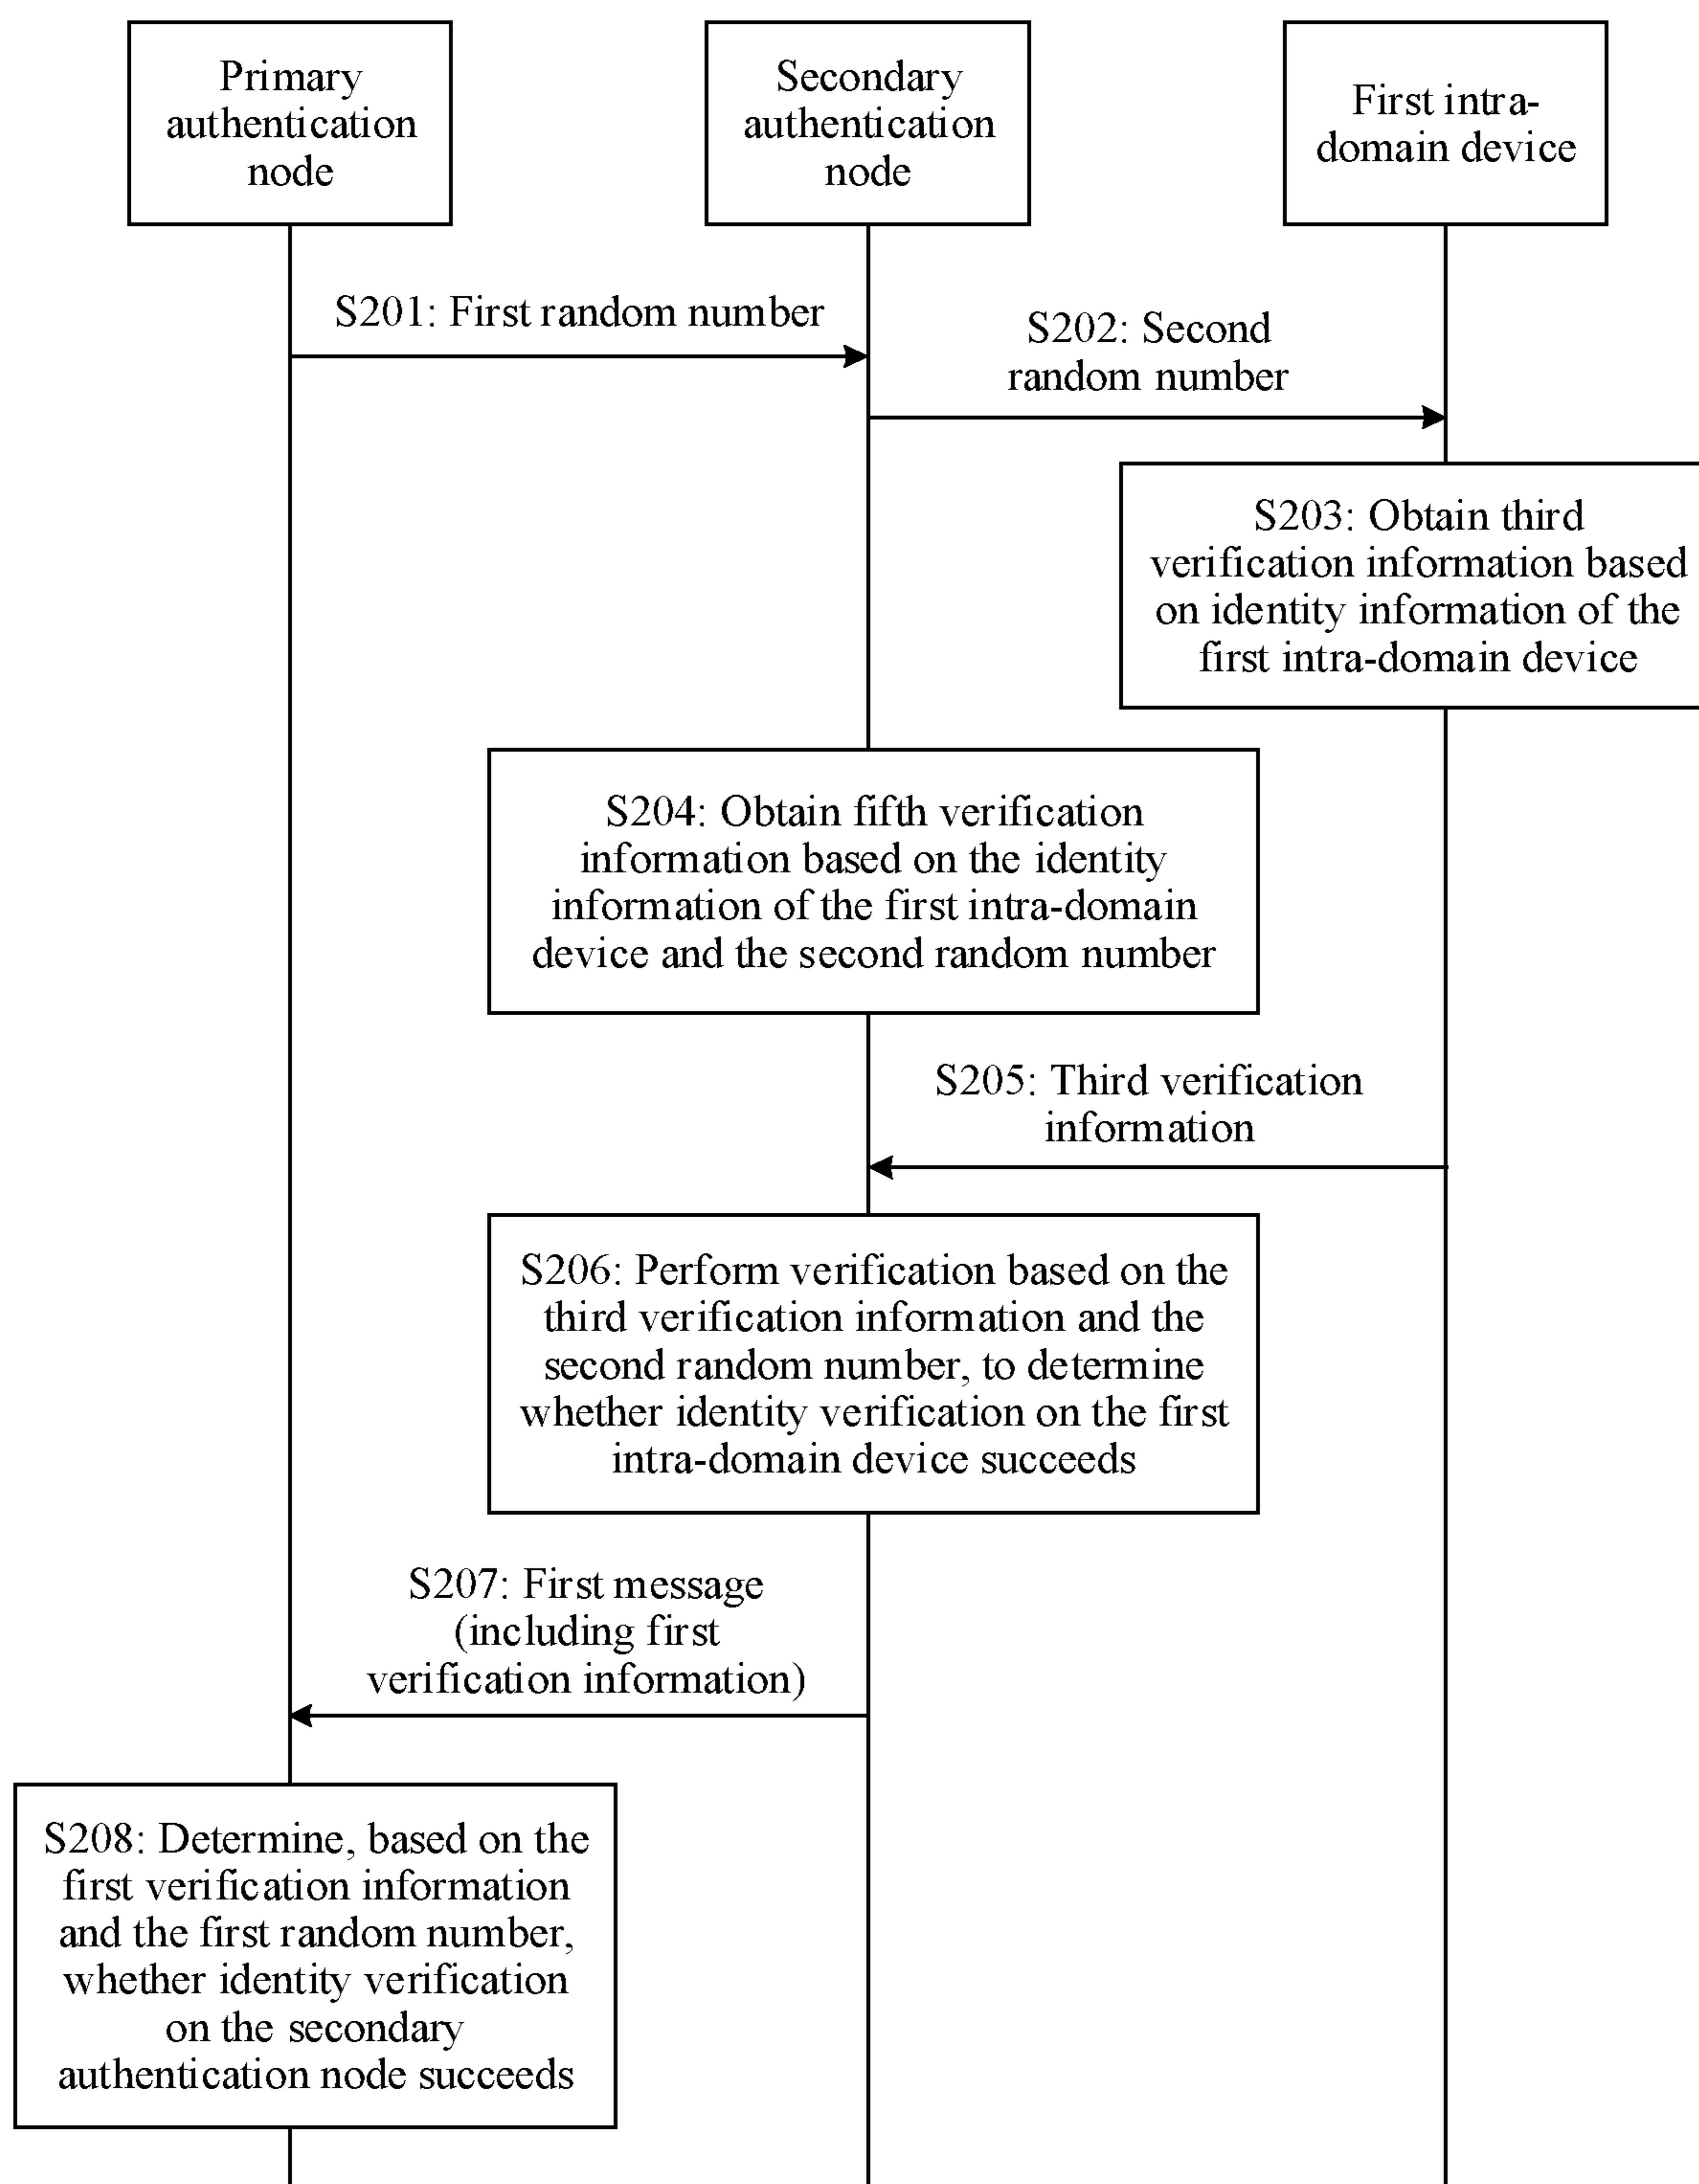 Primary
authentication
node
Secondary
authentication
node
First intra-
domain device
S201: First random number
S202: Second
random number
S203: Obtain third
verification information based
on identity information of the
first intra-domain device
S204: Obtain fifth verification
information based on the identity
information of the first intra-domain
device and the second random number
S205: Third verification
information
S206: Perform verification based on the
third verification information and the
second random number, to determine
whether identity verification on the first
intra-domain device succeeds
S207: First message
(including first
verification information)
S208: Determine, based on the
first verification information
and the first random number,
whether identity verification
on the secondary
authentication node succeeds